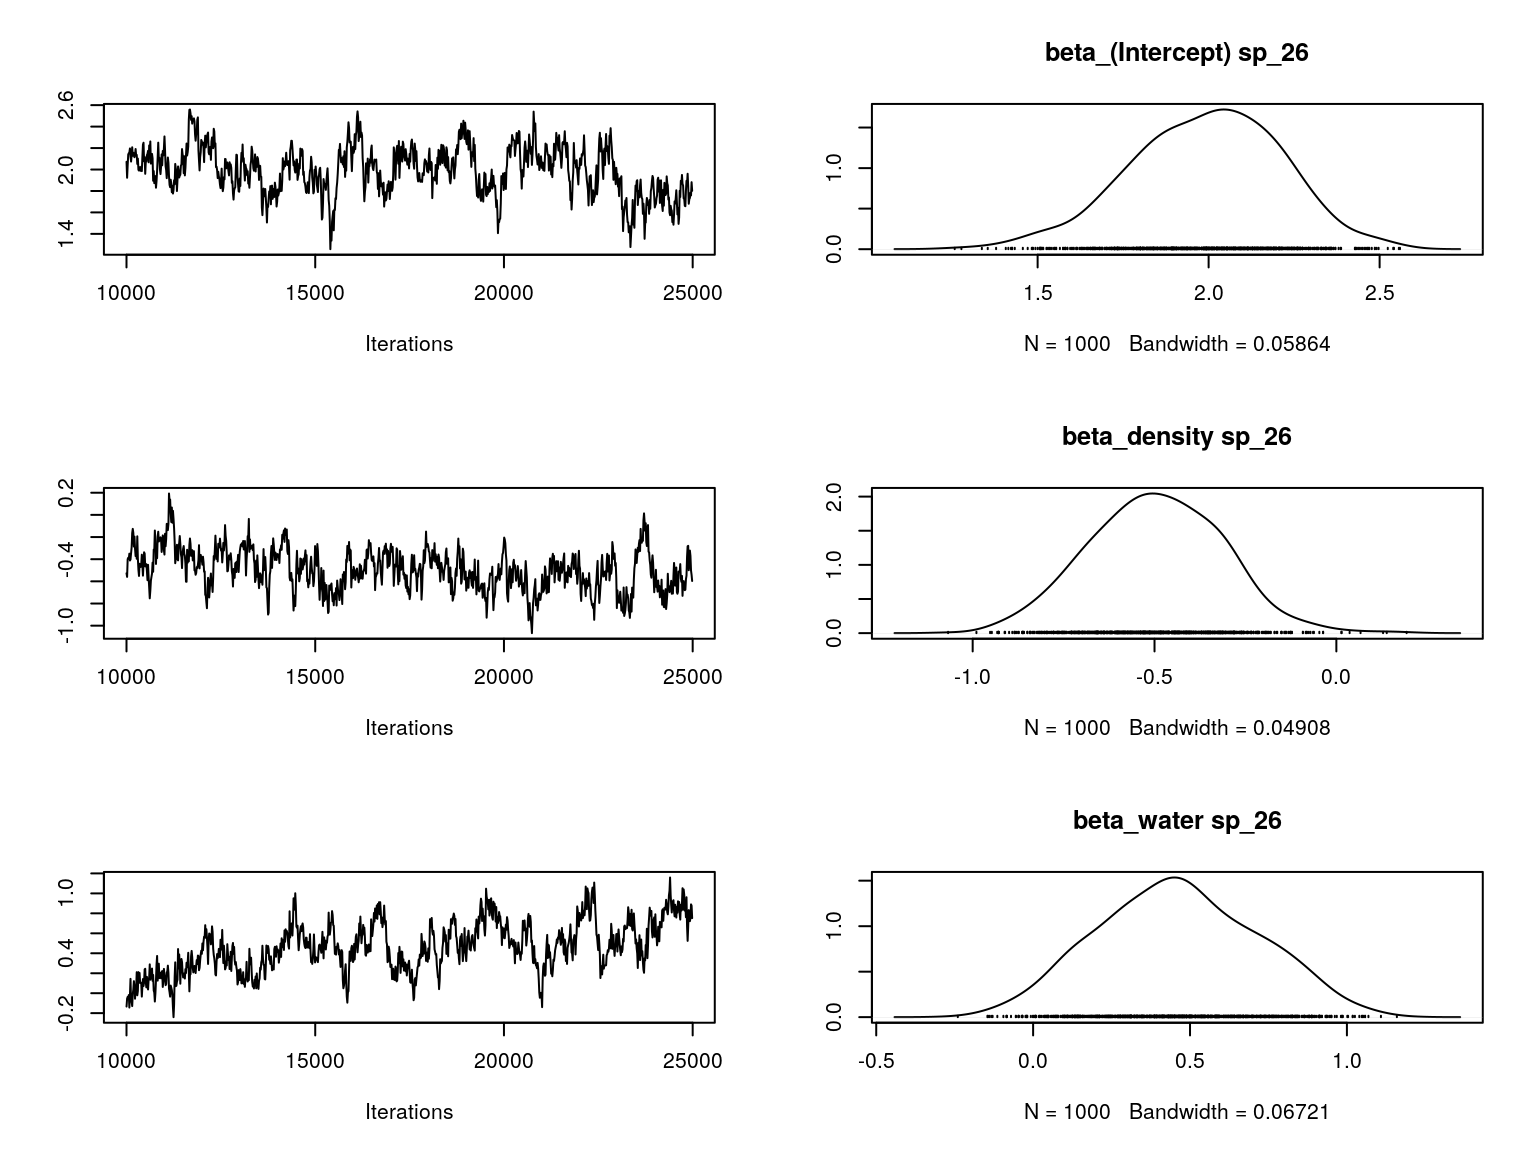 beta_(Intercept) sp_26
1.4 2.0 2.6
0.0 1.0
10000 15000 20000 25000
1.5 2.0 2.5
Iterations
N = 1000 Bandwidth = 0.05864
beta_density sp_26
-1.0 -0.4 0.2
0.0 1.0 2.0
10000 15000 20000 25000
-1.0 -0.5 0.0
Iterations
N = 1000 Bandwidth = 0.04908
beta_water sp_26
-0.2 0.4 1.0
0.0 1.0
10000 15000 20000 25000
-0.5 0.0 0.5 1.0
Iterations
N = 1000 Bandwidth = 0.06721